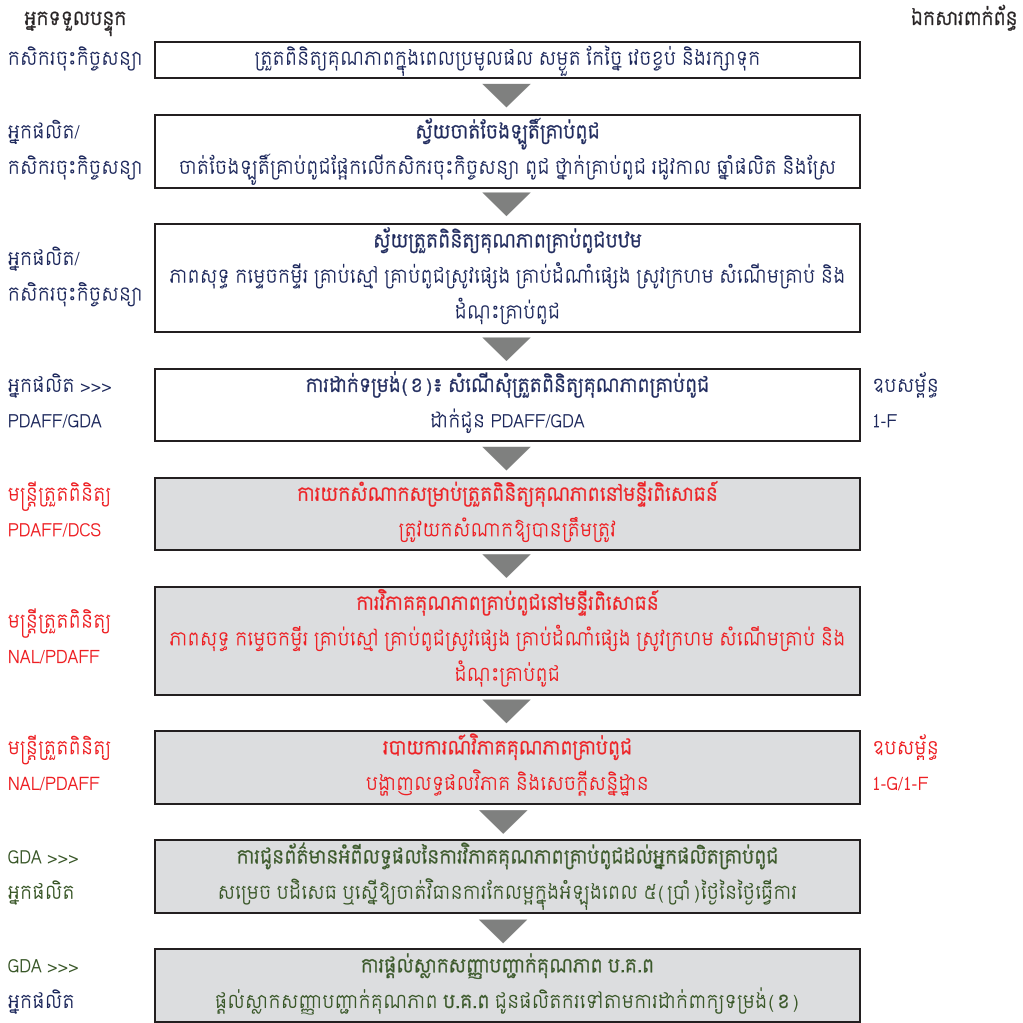 អ្នកទទួលបន្ទុក
ឯកសារពាក់ព័ន្ធ
កសិករចុះកិច្ចសន្យា
ត្រួតពិនិត្យគុណភាពក្នុងពេលប្រមូលផល សម្ងួត កែច្នៃ វេចខ្ចប់ និងរក្សាទុក
អ្នកផលិត/
កសិករចុះកិច្ចសន្យា
ស្វ័យចាត់ចែងឡូតិ៍គ្រាប់ពូជ
ចាត់ចែងឡូតិ៍គ្រាប់ពូជផ្អែកលើកសិករចុះកិច្ចសន្យា ពូជ ថ្នាក់គ្រាប់ពូជ រដូវកាល ឆ្នាំផលិត និងស្រែ
អ្នកផលិត/
កសិករចុះកិច្ចសន្យា
ស្វ័យត្រួតពិនិត្យគុណភាពគ្រាប់ពូជបឋម
ភាពសុទ្ធ កម្ទេចកម្ទីរ គ្រាប់ស្មៅ គ្រាប់ពូជស្រូវផ្សេង គ្រាប់ដំណាំផ្សេង ស្រូវក្រហម សំណើមគ្រាប់ និង
ដំណុះគ្រាប់ពូជ
អ្នកផលិត >>>
PDAFF/GDA
ការដាក់ទម្រង់(ខ)៖ សំណើសុំត្រួតពិនិត្យគុណភាពគ្រាប់ពូជ
ដាក់ជូន PDAFF/GDA
ឧបសម្ព័ន្ធ
1-F
មន្ត្រីត្រួតពិនិត្យ
PDAFF/DCS
ការយកសំណាកសម្រាប់ត្រួតពិនិត្យគុណភាពនៅមន្ទីរពិសោធន៍
ត្រូវយកសំណាកឱ្យបានត្រឹមត្រូវ
មន្ត្រីត្រួតពិនិត្យ
NAL/PDAFF
ការវិភាគគុណភាពគ្រាប់ពូជនៅមន្ទីរពិសោធន៍
ភាពសុទ្ធ កម្ទេចកម្ទីរ គ្រាប់ស្មៅ គ្រាប់ពូជស្រូវផ្សេង គ្រាប់ដំណាំផ្សេង ស្រូវក្រហម សំណើមគ្រាប់ និង
ដំណុះគ្រាប់ពូជ
មន្ត្រីត្រួតពិនិត្យ
NAL/PDAFF
របាយការណ៍វិភាគគុណភាពគ្រាប់ពូជ
បង្ហាញលទ្ធផលវិភាគ និងសេចក្តីសន្និដ្ឋាន
ឧបសម្ព័ន្ធ
1-G/1-F
GDA >>>
អ្នកផលិត
ការជូនព័ត៌មានអំពីលទ្ធផលនៃការវិភាគគុណភាពគ្រាប់ពូជដល់អ្នកផលិតគ្រាប់ពូជ
សម្រេច បដិសេធ ឬស្នើឱ្យចាត់វិធានការកែលម្អក្នុងអំឡុងពេល ៥(ប្រាំ)ថ្ងៃនៃថ្ងៃធ្វើការ
GDA >>>
អ្នកផលិត
ការផ្តល់ស្លាកសញ្ញាបញ្ជាក់គុណភាព ប.គ.ព
ផ្តល់ស្លាកសញ្ញាបញ្ជាក់គុណភាព ប.គ.ព ជូនផលិតករទៅតាមការដាក់ពាក្យទម្រង់(ខ)